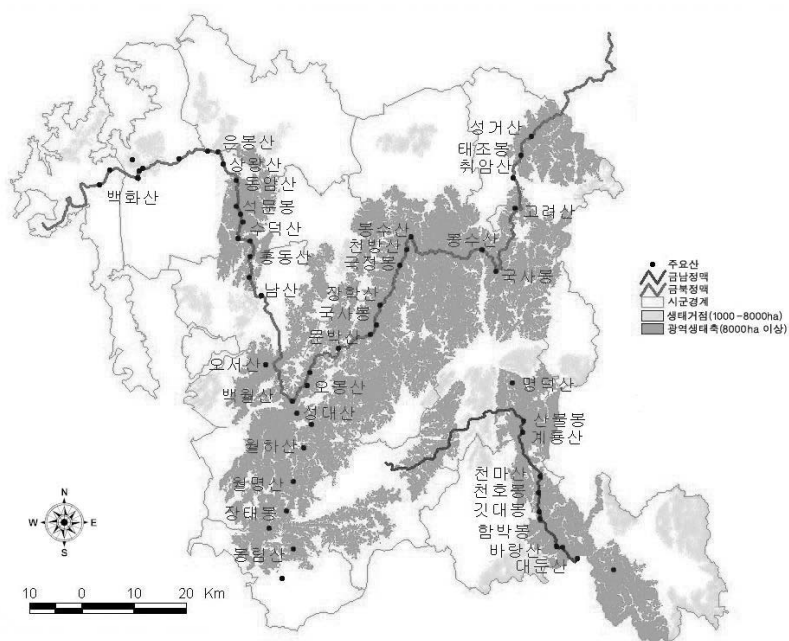 성거산
태조봉
취암산
은봉산
상왕산
동암산
백화산
석문봉
고려산
수덕산
봉수산
천방산
봉수산
홍동산
국정봉
국사봉
남산
장학산
국사봉
문박산
오서산
명덕산
오봉산
백월산
성대산
산불봉
계룡산
월하산
천마산
월명산
천호봉
깃대봉
장태봉
함박봉
바랑산
봉림산
대둔산
주요산
금남정맥
금북정맥
시군경계
생태거점(1000-8000ha)
광역생태축(8000ha 이상)
N
W E
S
10 0 10 20 Km